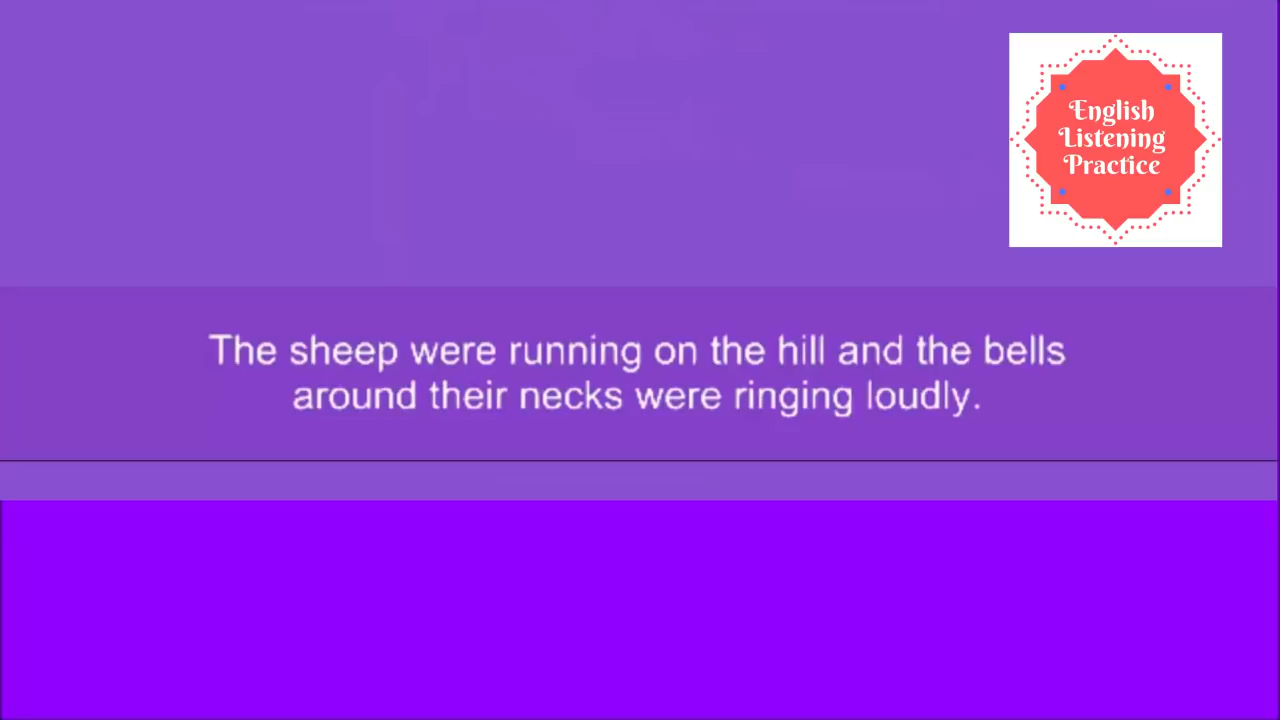 English
Listening
Practice
The sheep were running on the hill and the bells
around their necks were ringing loudly.